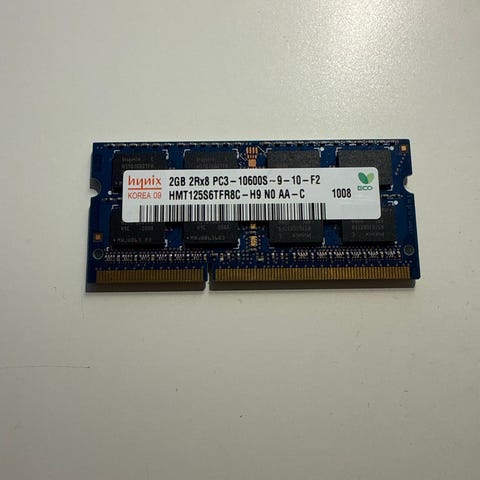 hynix
KOREA 09
2GB 2Rx8 PC3-10600S-9-10-F2
HMT125S6TFR8C-H9 N0 AA-C
1008
ECO